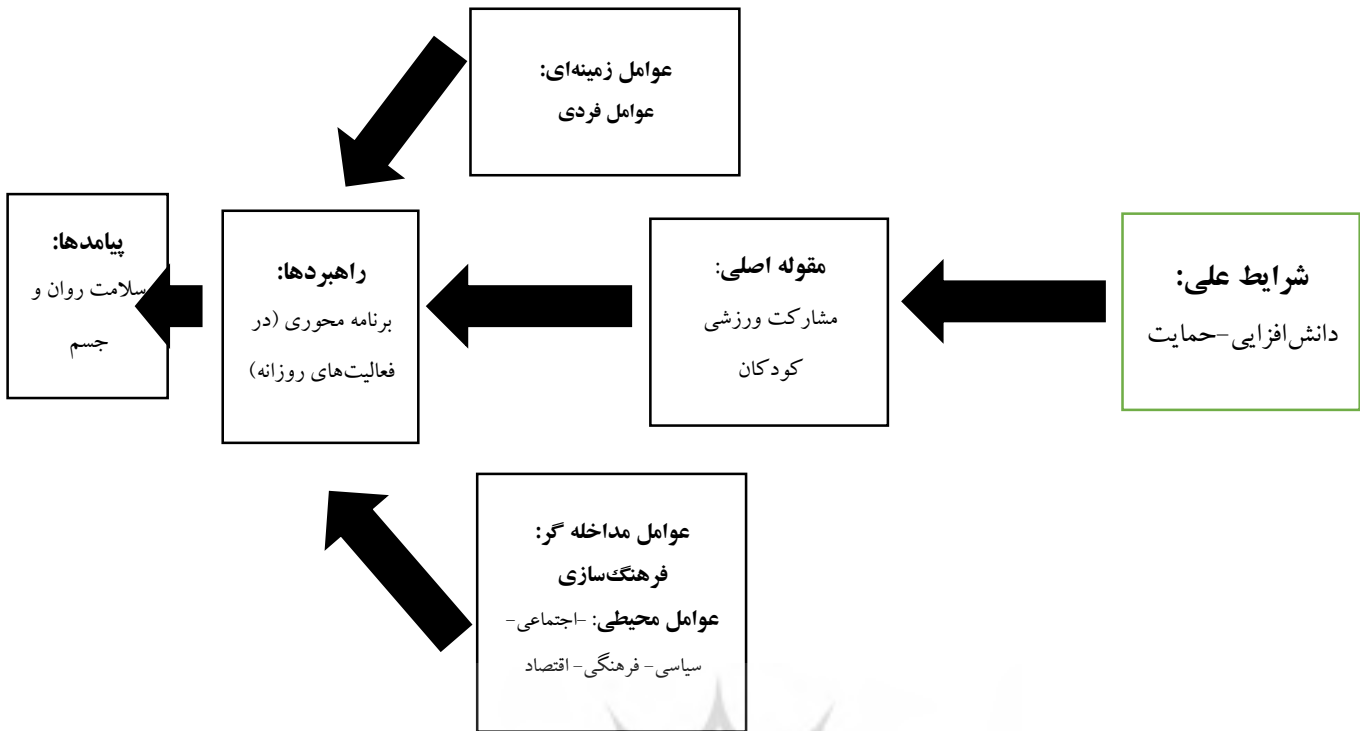 عوامل زمینه‌ای:
عوامل فردی
شرایط علی:
دانش‌افزایی-حمایت
مقوله اصلی:
مشارکت ورزشی
کودکان
راهبردها:
برنامه محوری (در
فعالیت‌های روزانه)
پیامدها:
سلامت روان و
جسم
عوامل مداخله گر:
فرهنگ‌سازی
عوامل محیطی: -اجتماعی-
سیاسی- فرهنگی- اقتصاد